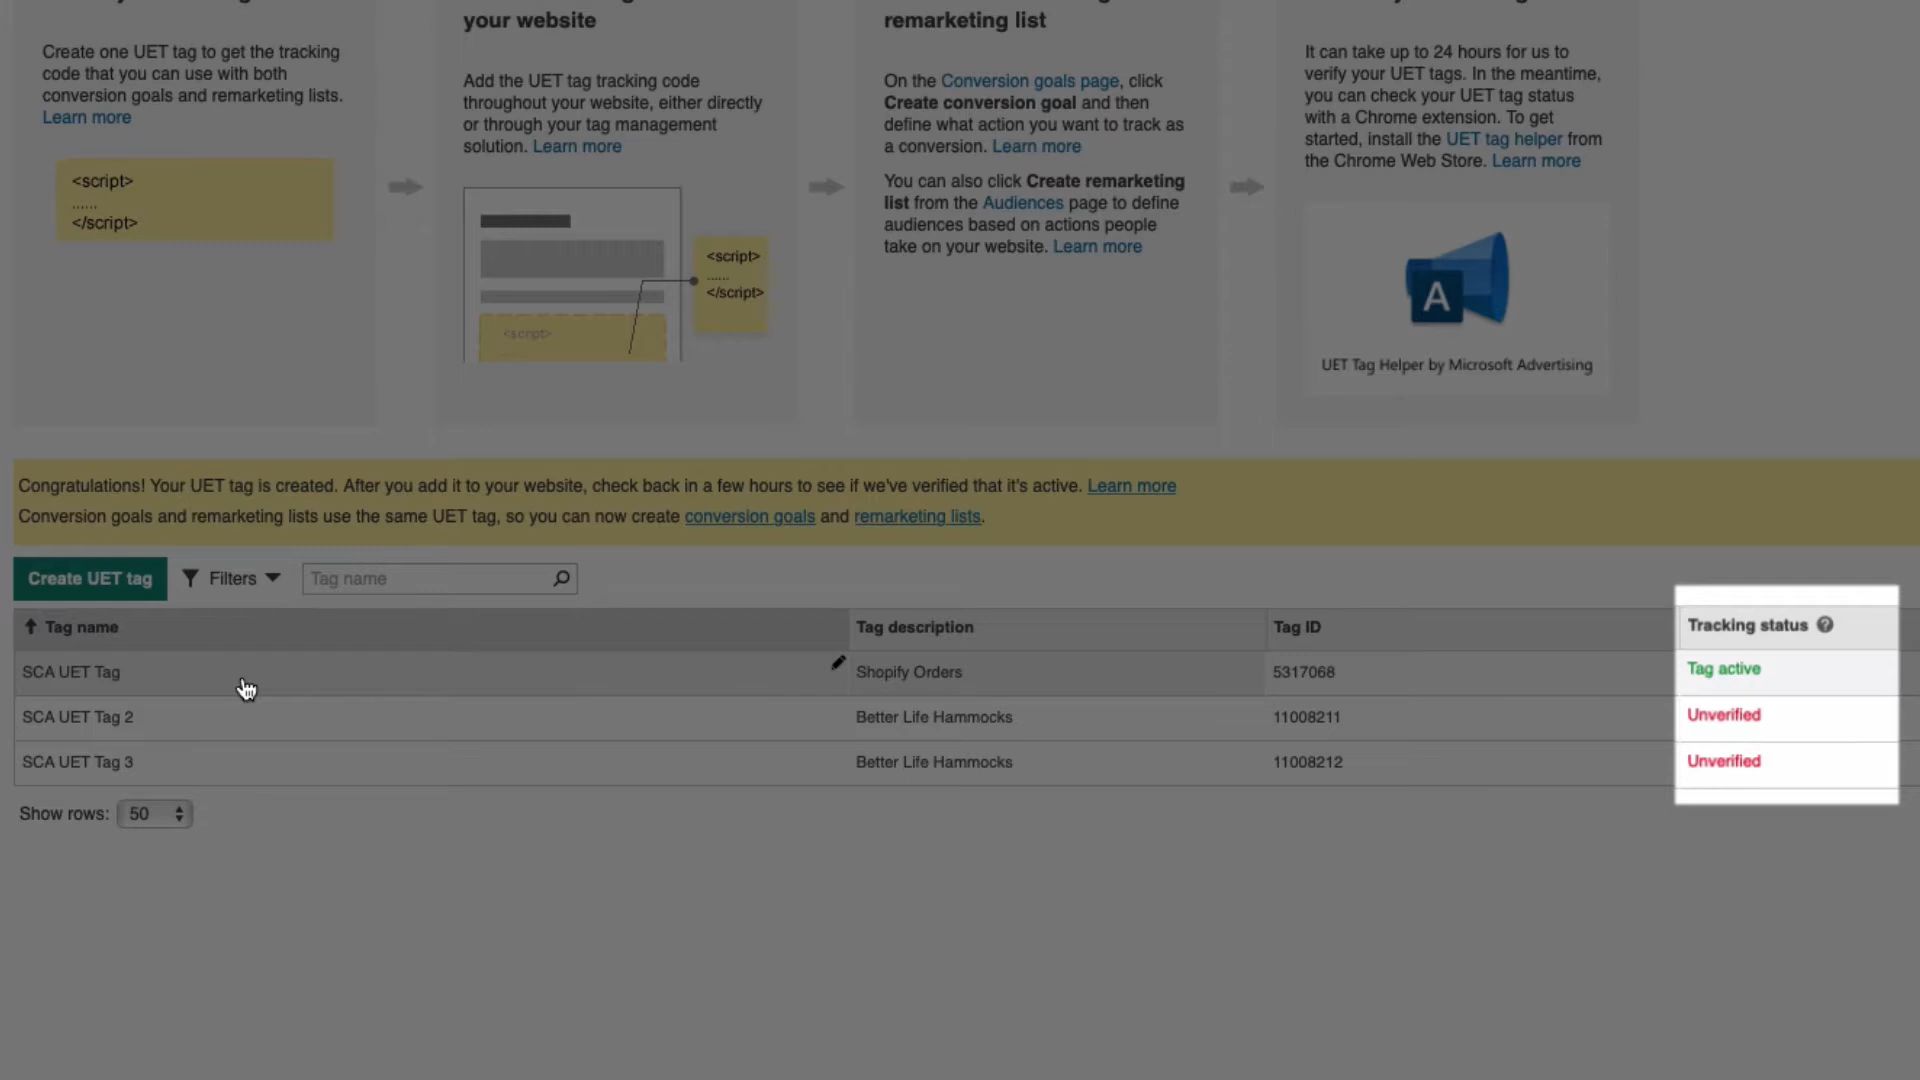 your website
remarketing list
Create one UET tag to get the tracking
code that you can use with both
conversion goals and remarketing lists.
Learn more
<script>
......
</script>
Add the UET tag tracking code
throughout your website, either directly
or through your tag management
solution. Learn more
<script>
<script>
......
</script>
On the Conversion goals page, click
Create conversion goal and then
define what action you want to track as
a conversion. Learn more
You can also click Create remarketing
list from the Audiences page to define
audiences based on actions people
take on your website. Learn more
It can take up to 24 hours for us to
verify your UET tags. In the meantime,
you can check your UET tag status
with a Chrome extension. To get
started, install the UET tag helper from
the Chrome Web Store. Learn more
A
UET Tag Helper by Microsoft Advertising
Congratulations! Your UET tag is created. After you add it to your website, check back in a few hours to see if we've verified that it's active. Learn more
Conversion goals and remarketing lists use the same UET tag, so you can now create conversion goals and remarketing lists.
Create UET tag Filters Tag name
Tag name Tag description Tag ID Tracking status ?
SCA UET Tag Shopify Orders 5317068 Tag active
SCA UET Tag 2 Better Life Hammocks 11008211 Unverified
SCA UET Tag 3 Better Life Hammocks 11008212 Unverified
Show rows: 50